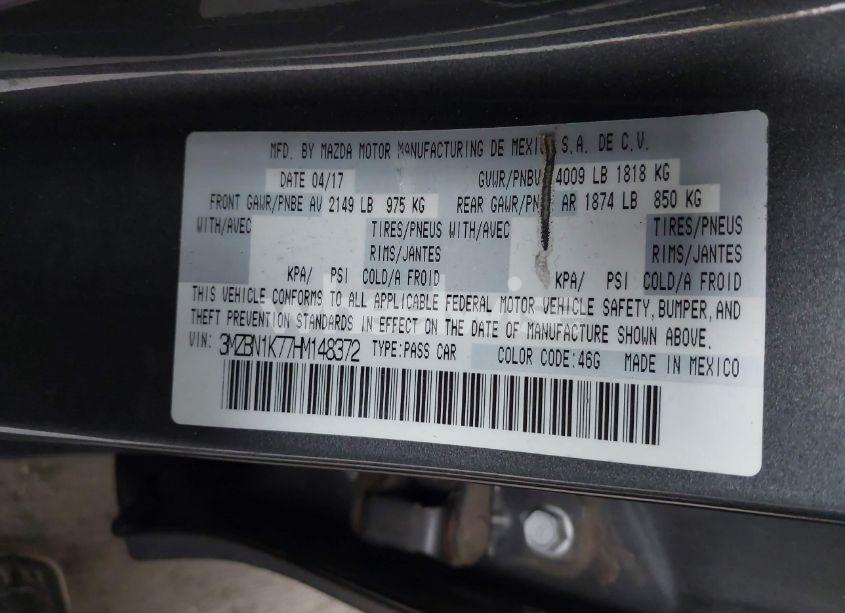 MFD. BY MAZDA MOTOR MANUFACTURING DE MEXICO S.A. DE C.V.
DATE 04/17 GVWR/PNBV 4009 LB 1818 KG
FRONT GAWR/PNBE AV 2149 LB 975 KG REAR GAWR/PNBE AR 1874 LB 850 KG
WITH/AVEC TIRES/PNEUS WITH/AVEC TIRES/PNEUS
RIMS/JANTES RIMS/JANTES
KPA/ PSI COLD/A FROID KPA/ PSI COLD/A FROID
THIS VEHICLE CONFORMS TO ALL APPLICABLE FEDERAL MOTOR VEHICLE SAFETY, BUMPER, AND
THEFT PREVENTION STANDARDS IN EFFECT ON THE DATE OF MANUFACTURE SHOWN ABOVE.
VIN: 3MZBN1K77HM148372 TYPE:PASS CAR COLOR CODE:46G MADE IN MEXICO